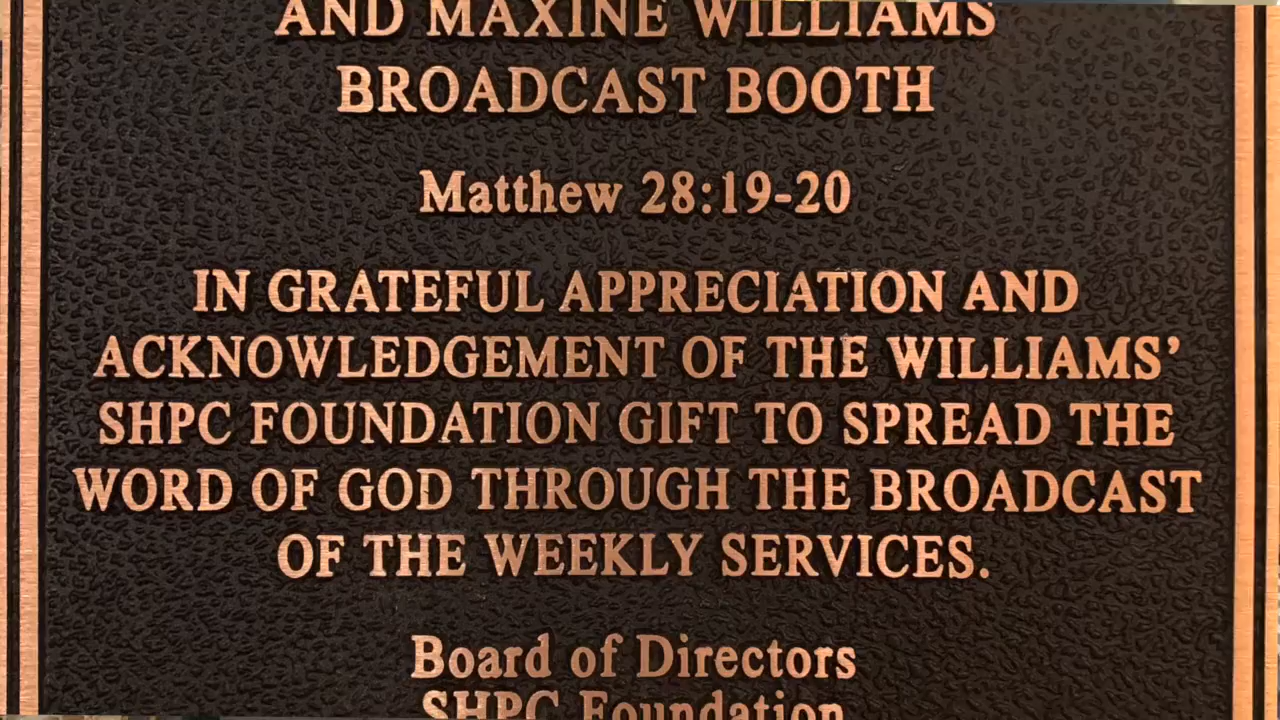 AND MAXINE WILLIAMS
BROADCAST BOOTH
Matthew 28:19-20
IN GRATEFUL APPRECIATION AND
ACKNOWLEDGEMENT OF THE WILLIAMS’
SHPC FOUNDATION GIFT TO SPREAD THE
WORD OF GOD THROUGH THE BROADCAST
OF THE WEEKLY SERVICES.
Board of Directors
SHPC Foundation